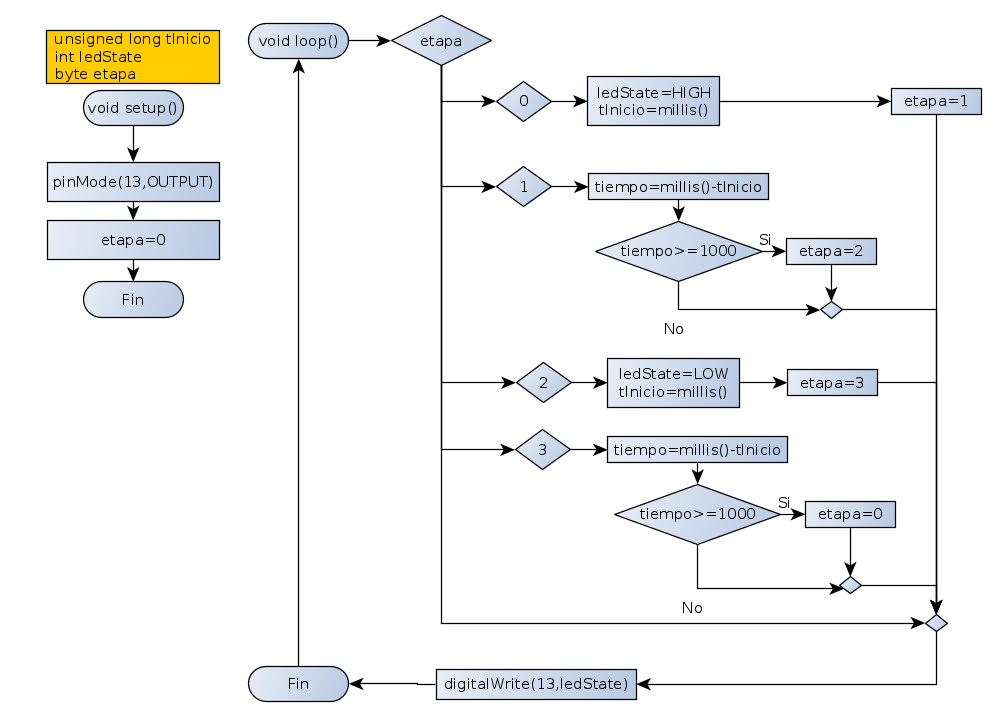 unsigned long tInicio
int ledState
byte etapa
void setup()
pinMode(13,OUTPUT)
etapa=0
Fin
void loop()
etapa
0
ledState=HIGH
tInicio=millis()
etapa=1
1
tiempo=millis()-tInicio
tiempo>=1000
Si
etapa=2
No
2
ledState=LOW
tInicio=millis()
etapa=3
3
tiempo=millis()-tInicio
tiempo>=1000
Si
etapa=0
No
digitalWrite(13,ledState)
Fin